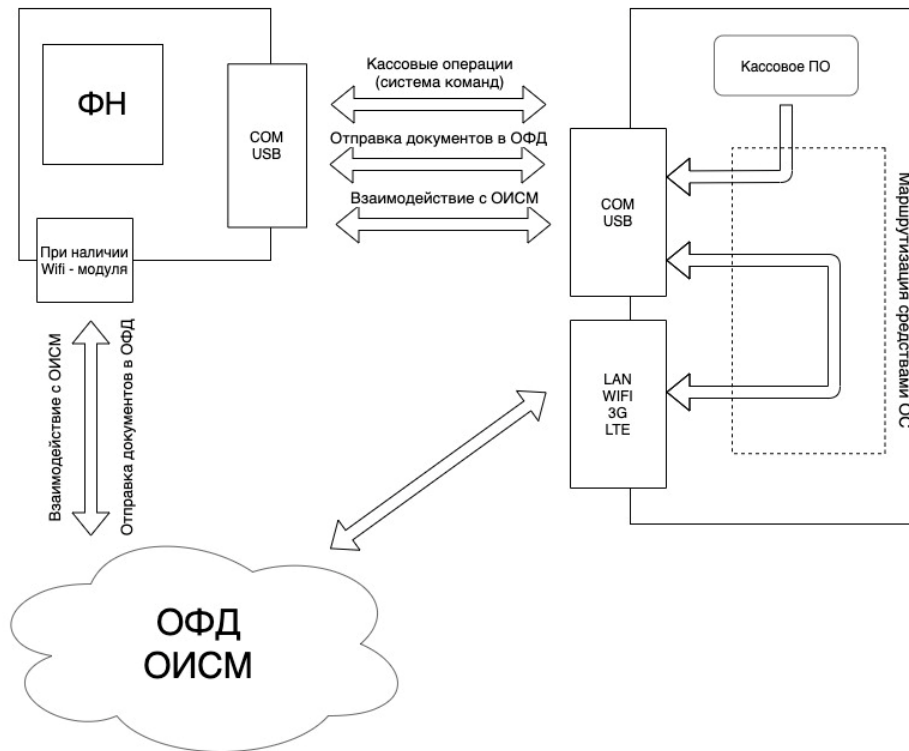 ФН
COM
USB
При наличии
Wifi - модуля
Кассовые операции
(система команд)
Отправка документов в ОФД
Взаимодействие с ОИСМ
Кассовое ПО
COM
USB
LAN
WIFI
3G
LTE
Маршрутизация средствами ОС
Взаимодействие с ОИСМ
Отправка документов в ОФД
ОФД
ОИСМ